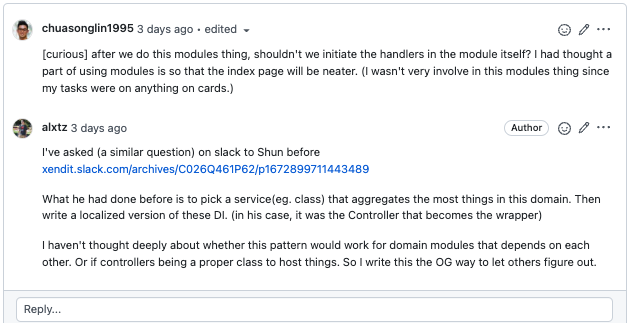 chuasonglin1995 3 days ago • edited
[curious] after we do this modules thing, shouldn't we initiate the handlers in the module itself? I had thought a
part of using modules is so that the index page will be neater. (I wasn't very involve in this modules thing since
my tasks were on anything on cards.)
alxtz 3 days ago Author
I've asked (a similar question) on slack to Shun before
xendit.slack.com/archives/C026Q461P62/p1672899711443489
What he had done before is to pick a service(eg. class) that aggregates the most things in this domain. Then
write a localized version of these DI. (in his case, it was the Controller that becomes the wrapper)
I haven't thought deeply about whether this pattern would work for domain modules that depends on each
other. Or if controllers being a proper class to host things. So I write this the OG way to let others figure out.
Reply...